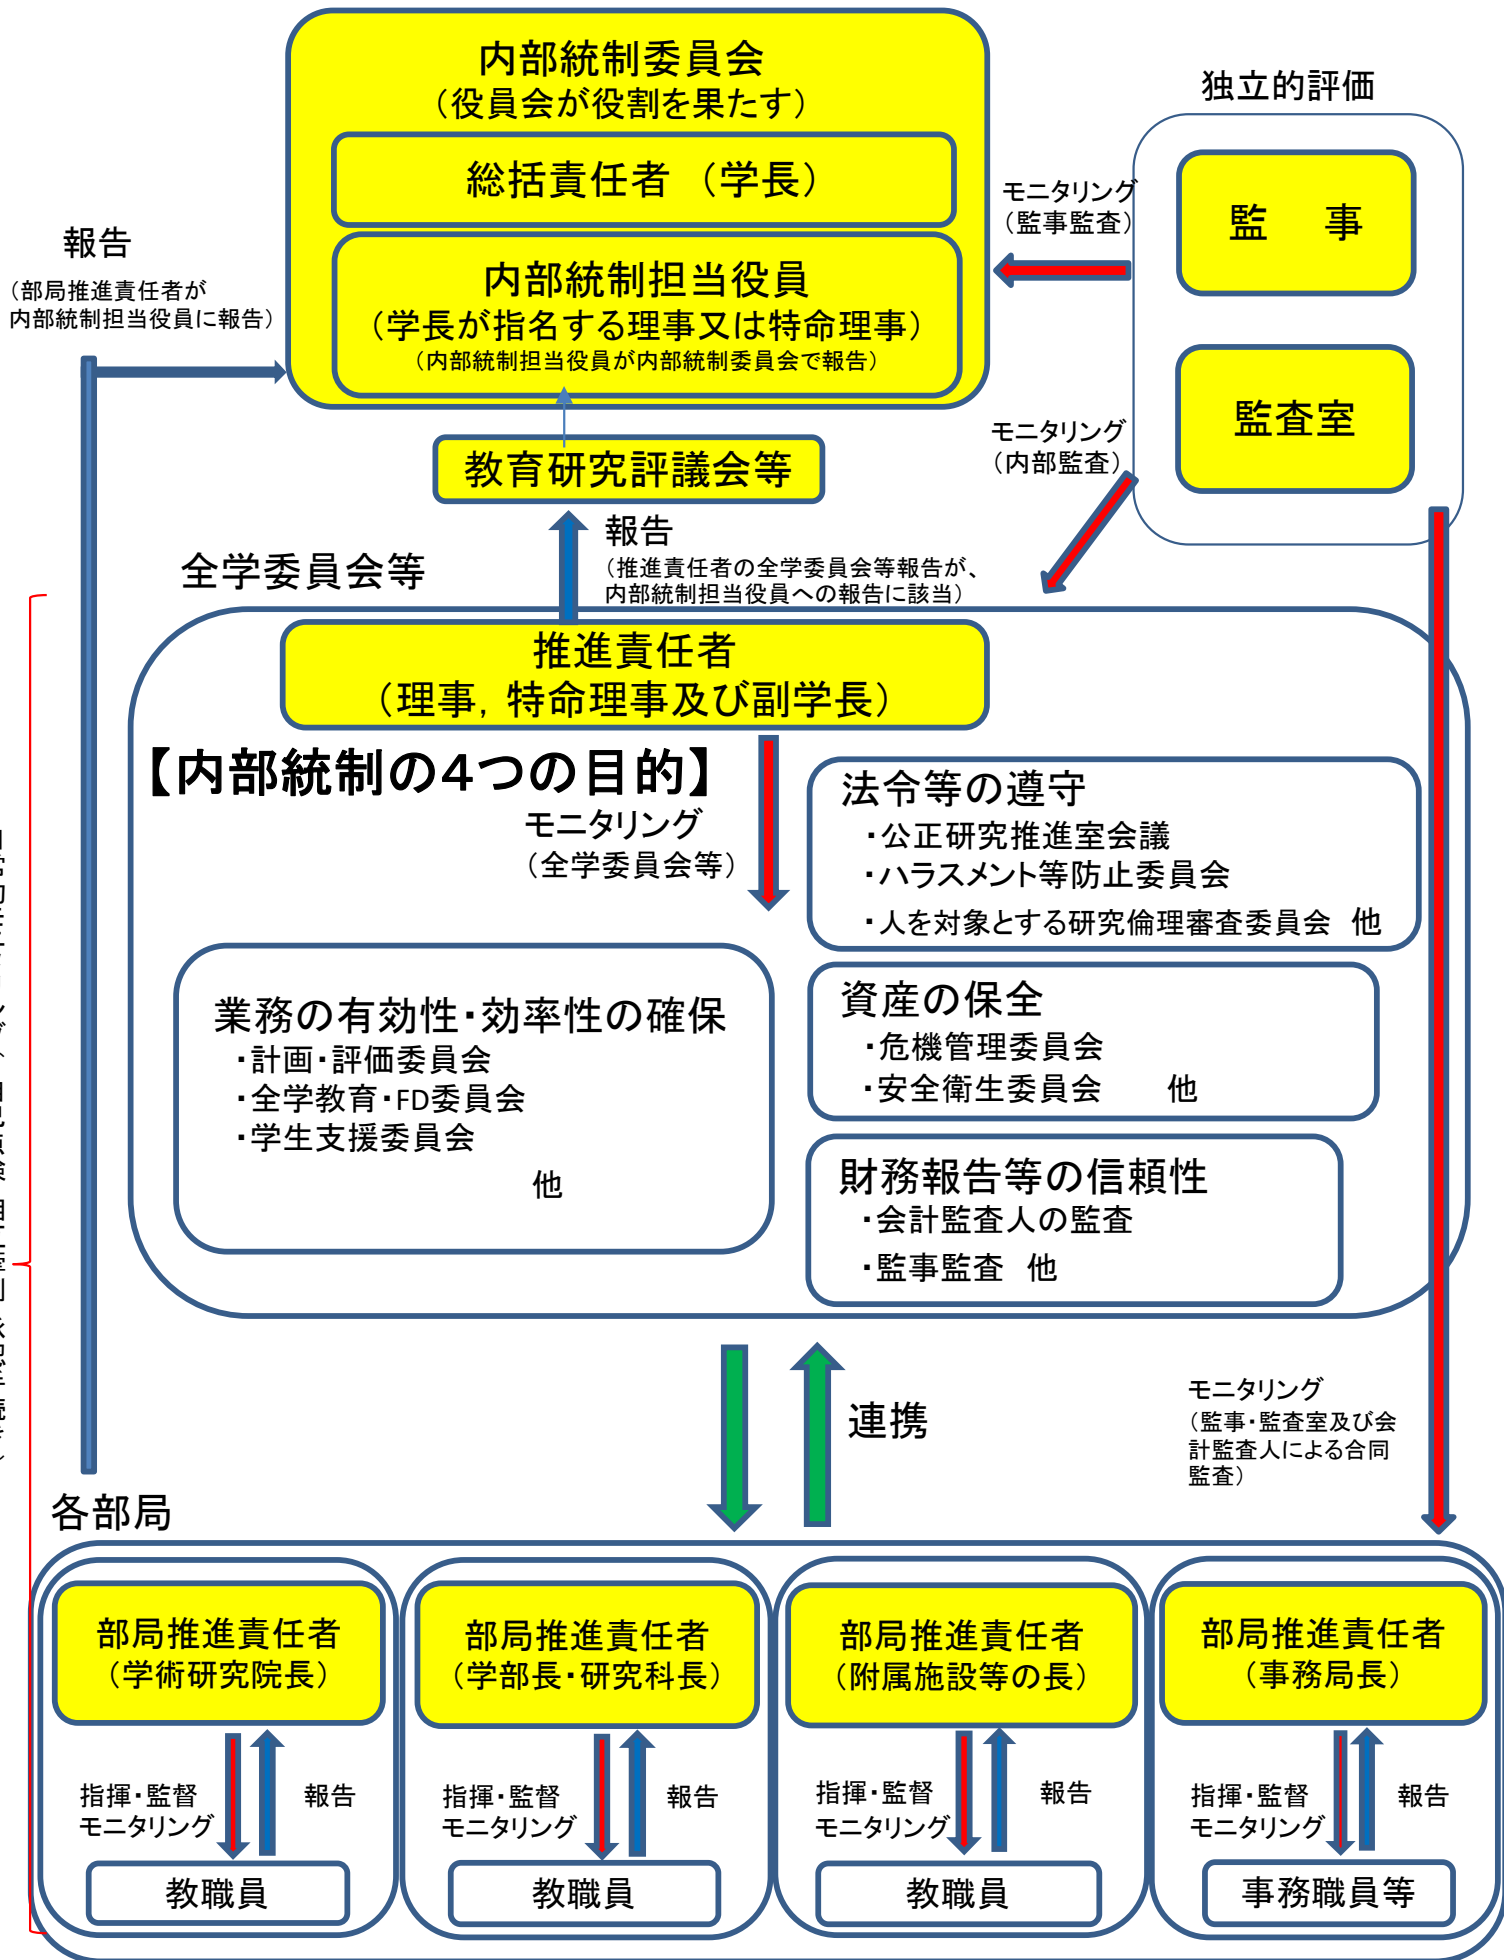 内部統制委員会
（役員会が役割を果たす）
総括責任者　（学長）
内部統制担当役員
（学長が指名する理事又は特命理事）
（内部統制担当役員が内部統制委員会で報告）
独立的評価
監　事
監査室
モニタリング
（監事監査）
モニタリング
（内部監査）
報告
（部局推進責任者が
内部統制担当役員に報告）
教育研究評議会等
報告
（推進責任者の全学委員会等報告が、
内部統制担当役員への報告に該当）
全学委員会等
推進責任者
（理事，特命理事及び副学長）
【内部統制の４つの目的】
モニタリング
（全学委員会等）
法令等の遵守
・公正研究推進室会議
・ハラスメント等防止委員会
・人を対象とする研究倫理審査委員会　他
業務の有効性・効率性の確保
・計画・評価委員会
・全学教育・FD委員会
・学生支援委員会
他
資産の保全
・危機管理委員会
・安全衛生委員会　　他
財務報告等の信頼性
・会計監査人の監査
・監事監査　他
連携
モニタリング
（監事・監査室及び会
計監査人による合同
監査）
各部局
部局推進責任者
（学術研究院長）
指揮・監督
モニタリング
報告
教職員
部局推進責任者
（学部長・研究科長）
指揮・監督
モニタリング
報告
教職員
部局推進責任者
（附属施設等の長）
指揮・監督
モニタリング
報告
教職員
部局推進責任者
（事務局長）
指揮・監督
モニタリング
報告
事務職員等